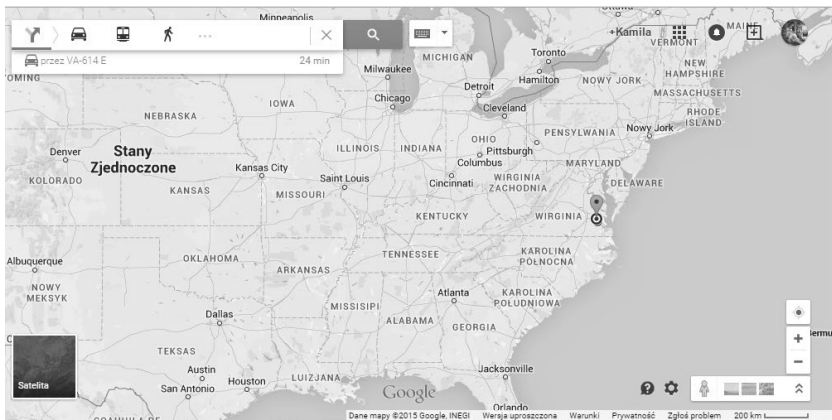 Minneapolis
Ottawa
+Kamila
MAINE
VERMONT
przez VA-614 E 24 min
Toronto
MICHIGAN
NEW
HAMPSHIRE
Milwaukee
Hamilton
NOWY JORK
Detroit
MASSACHUSETTS
IOWA
Chicago
Cleveland
RHODE
ISLAND
NEBRASKA
PENSYLWANIA
Nowy Jork
OHIO
ILLINOIS
INDIANA
Pittsburgh
Denver
Stany
Zjednoczone
Columbus
MARYLAND
Kansas City
WIRGINIA
ZACHODNIA
KOLORADO
Saint Louis
Cincinnati
DELAWARE
KANSAS
MISSOURI
KENTUCKY
WIRGINIA
TENNESSEE
KAROLINA
PÓŁNOCNA
Albuquerque
OKLAHOMA
ARKANSAS
NOWY
MEKSYK
Atlanta
KAROLINA
POŁUDNIOWA
MISSISIPI
Dallas
ALABAMA
GEORGIA
TEKSAS
Austin
Jacksonville
Satelita
San Antonio
Houston
LUIZJANA
Google
Orlando
COAHUILA DE
Dane mapy ©2015 Google, INEGI Wersja uproszczona Warunki Prywatność Zgłoś problem 200 km